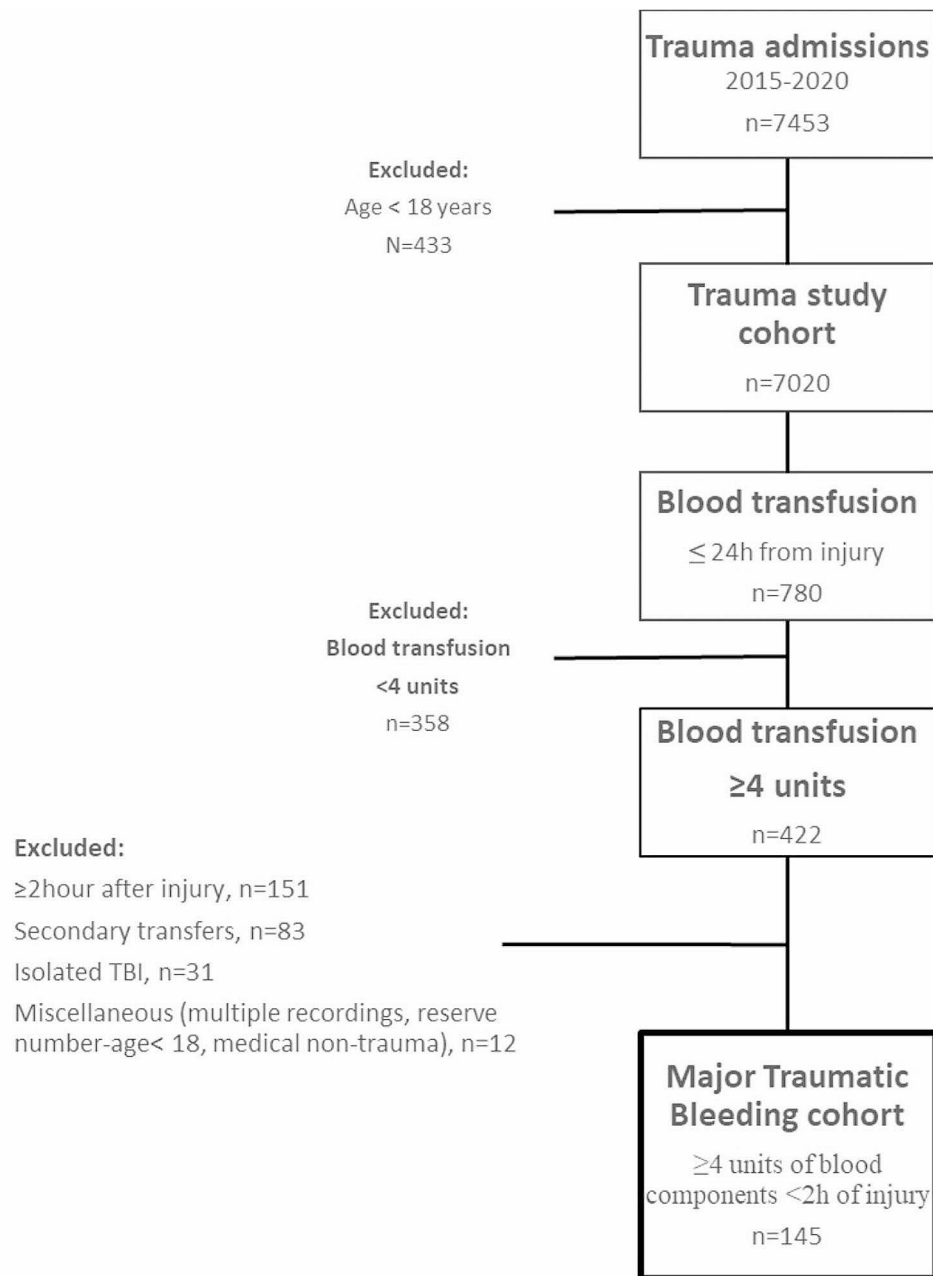 Trauma admissions
2015-2020
n=7453
Excluded:
Age < 18 years
N=433
Trauma study
cohort
n=7020
Blood transfusion
≤ 24h from injury
n=780
Excluded:
Blood transfusion
<4 units
n=358
Blood transfusion
≥4 units
n=422
Excluded:
≥2hour after injury, n=151
Secondary transfers, n=83
Isolated TBI, n=31
Miscellaneous (multiple recordings, reserve
number-age< 18, medical non-trauma), n=12
Major Traumatic
Bleeding cohort
≥4 units of blood
components <2h of injury
n=145